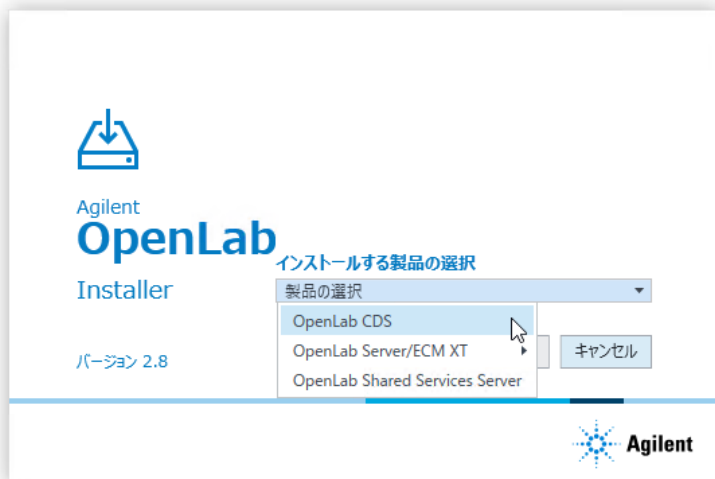 Agilent
OpenLab
Installer
バージョン 2.8
インストールする製品の選択
製品の選択
OpenLab CDS
OpenLab Server/ECM XT
OpenLab Shared Services Server
キャンセル
Agilent